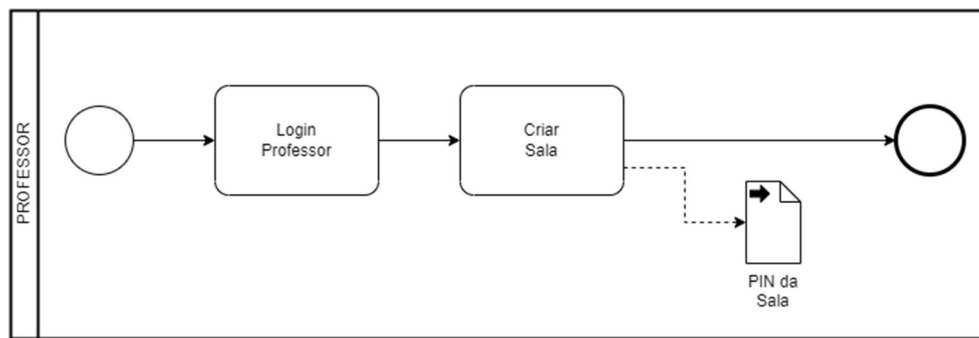 PROFESSOR
Login
Professor
Criar
Sala
PIN da
Sala